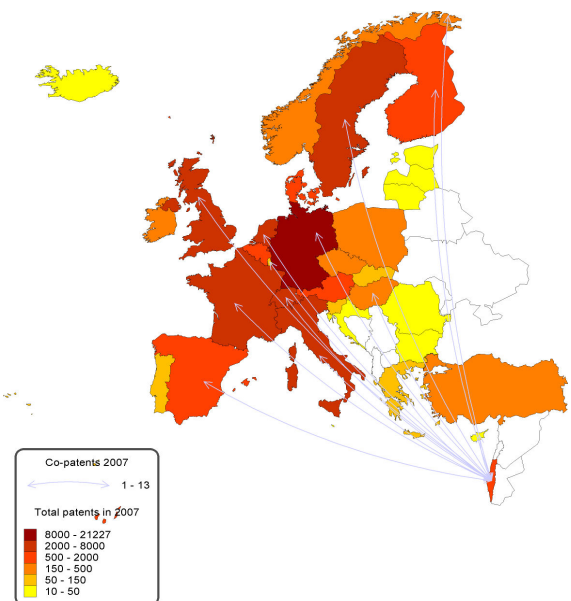 Co-patents 2007
1 - 13
Total patents in 2007
8000 - 21227
2000 - 8000
500 - 2000
150 - 500
50 - 150
10 - 50